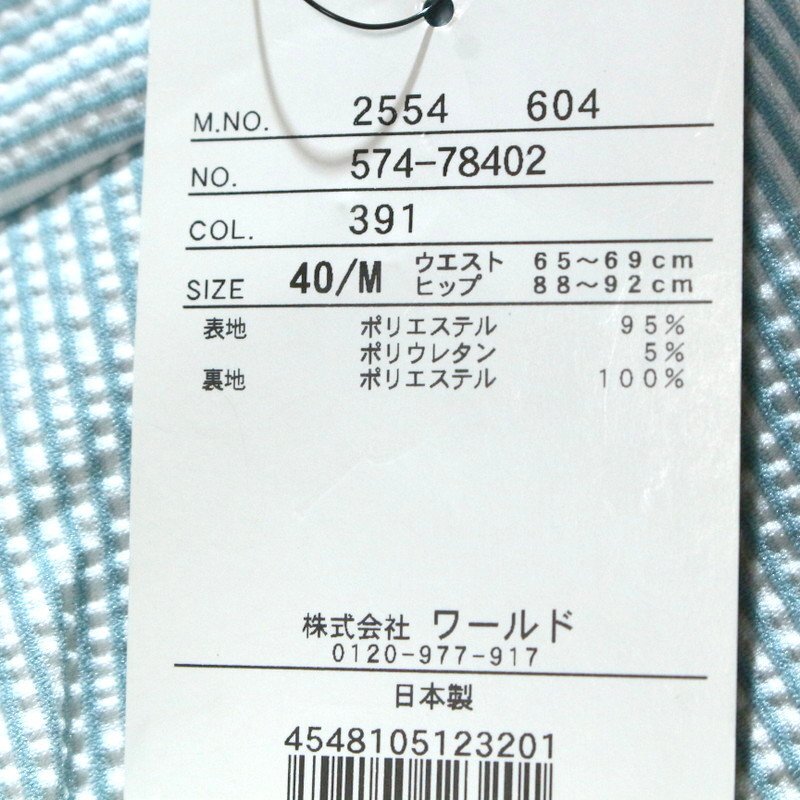 M.NO. 2554 604
NO. 574-78402
COL. 391
SIZE 40/M ウエスト 65〜69cm
ヒップ 88〜92cm
表地 ポリエステル 95%
ポリウレタン 5%
裏地 ポリエステル 100%
株式会社 ワールド
0120-977-917
日本製
4548105123201